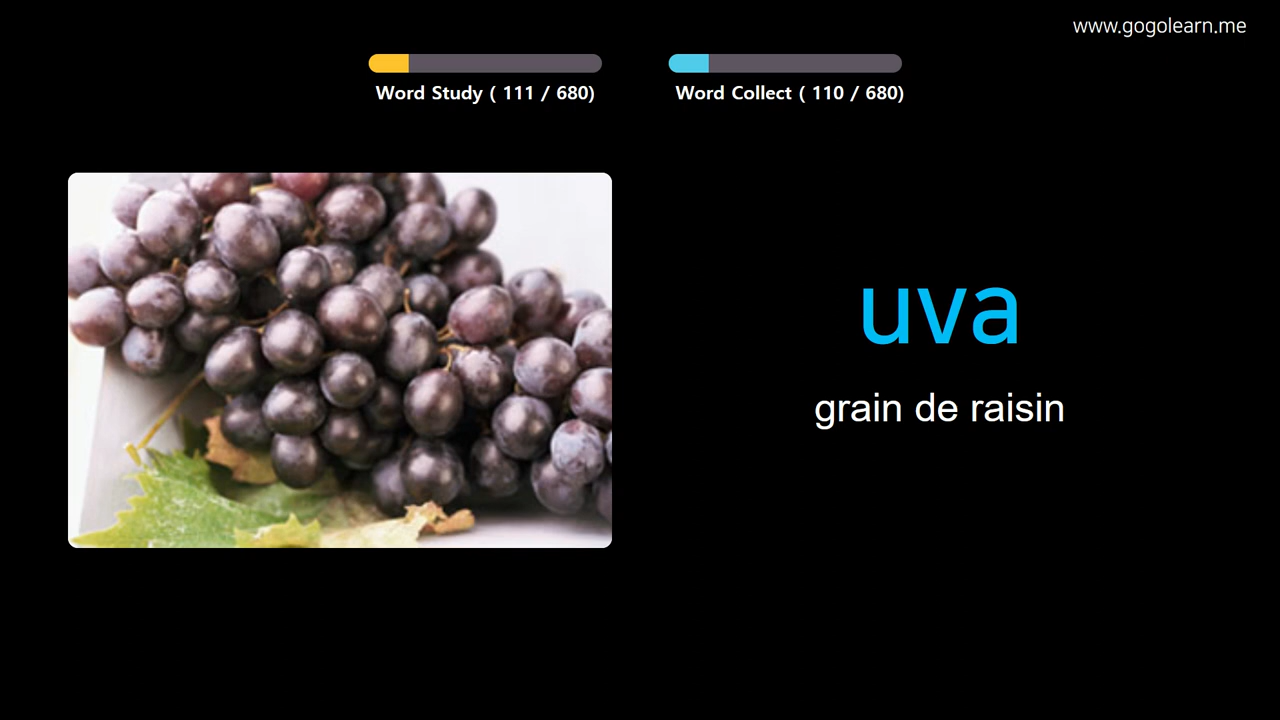 www.gogolearn.me
Word Study ( 111 / 680)
Word Collect ( 110 / 680)
uva
grain de raisin